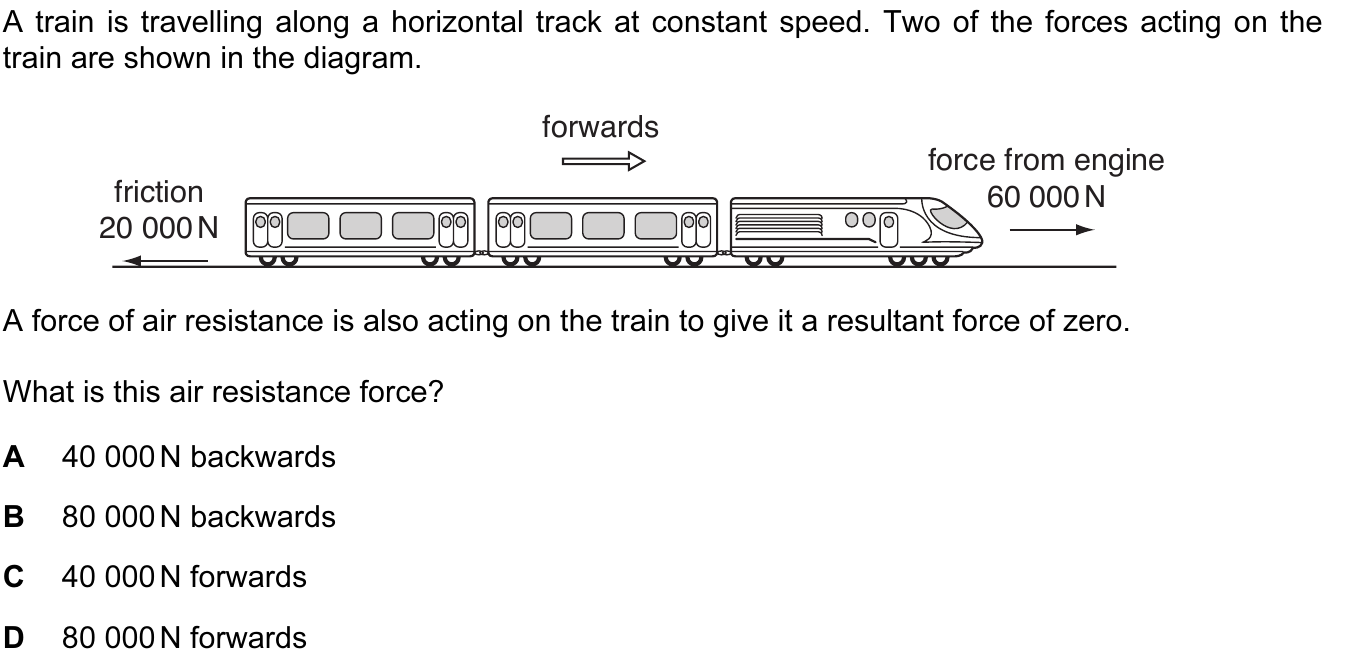 A train is travelling along a horizontal track at constant speed. Two of the forces acting on the
train are shown in the diagram.
forwards
force from engine
60 000 N
friction
20 000 N
A force of air resistance is also acting on the train to give it a resultant force of zero.
What is this air resistance force?
A 40 000 N backwards
B 80 000 N backwards
C 40 000 N forwards
D 80 000 N forwards